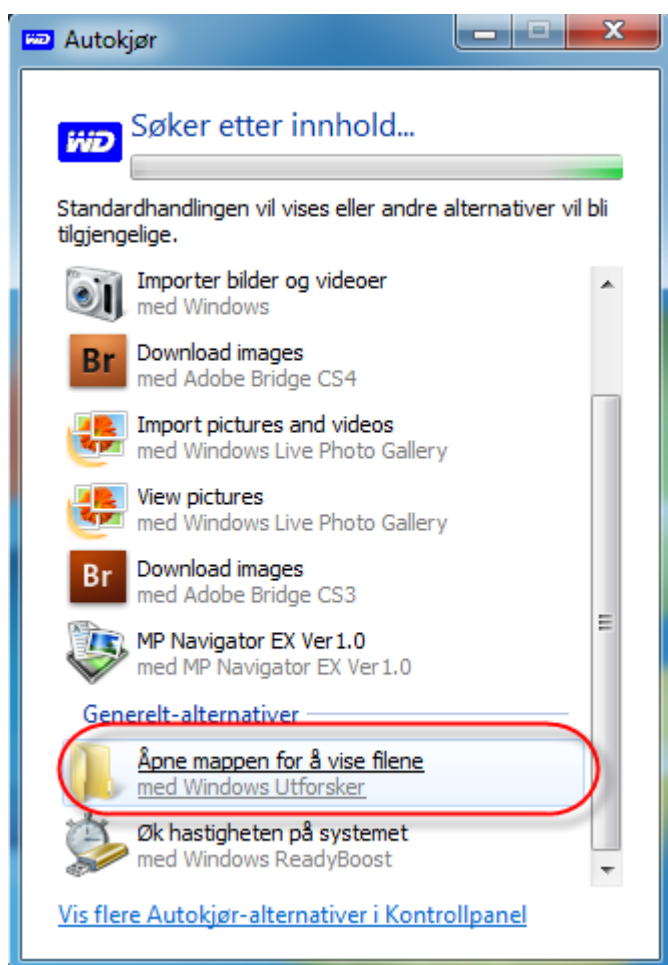 WD Autokjør
WD Søker etter innhold...
Standardhandlingen vil vises eller andre alternativer vil bli
tilgjengelige.
Importer bilder og videoer
med Windows
Br Download images
med Adobe Bridge CS4
Import pictures and videos
med Windows Live Photo Gallery
View pictures
med Windows Live Photo Gallery
Br Download images
med Adobe Bridge CS3
MP Navigator EX Ver1.0
med MP Navigator EX Ver1.0
Generelt-alternativer
Åpne mappen for å vise filene
med Windows Utforsker
Øk hastigheten på systemet
med Windows ReadyBoost
Vis flere Autokjør-alternativer i Kontrollpanel